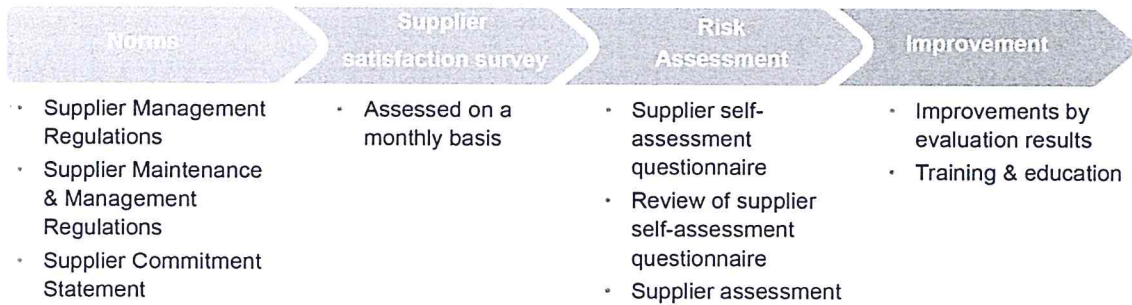 Norms
Supplier
satisfaction survey
Risk
Assessment
Improvement
• Supplier Management
Regulations
• Supplier Maintenance
& Management
Regulations
• Supplier Commitment
Statement
• Assessed on a
monthly basis
• Supplier self-
assessment
questionnaire
• Review of supplier
self-assessment
questionnaire
• Supplier assessment
• Improvements by
evaluation results
• Training & education